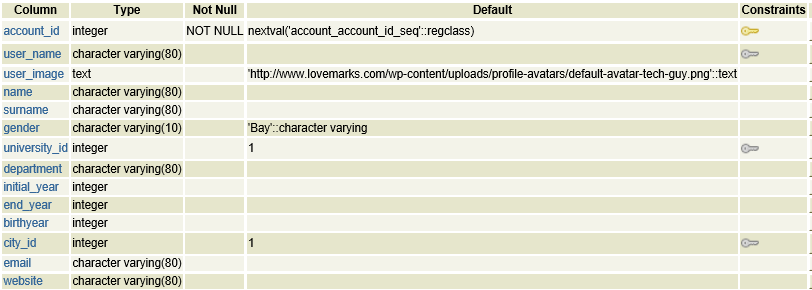 Column Type Not Null Default Constraints
account_id integer NOT NULL nextval('account_account_id_seq'::regclass)
user_name character varying(80)
user_image text 'http://www.lovemarks.com/wp-content/uploads/profile-avatars/default-avatar-tech-guy.png'::text
name character varying(80)
surname character varying(80)
gender character varying(10) 'Bay'::character varying
university_id integer 1
department character varying(80)
initial_year integer
end_year integer
birthyear integer
city_id integer 1
email character varying(80)
website character varying(80)